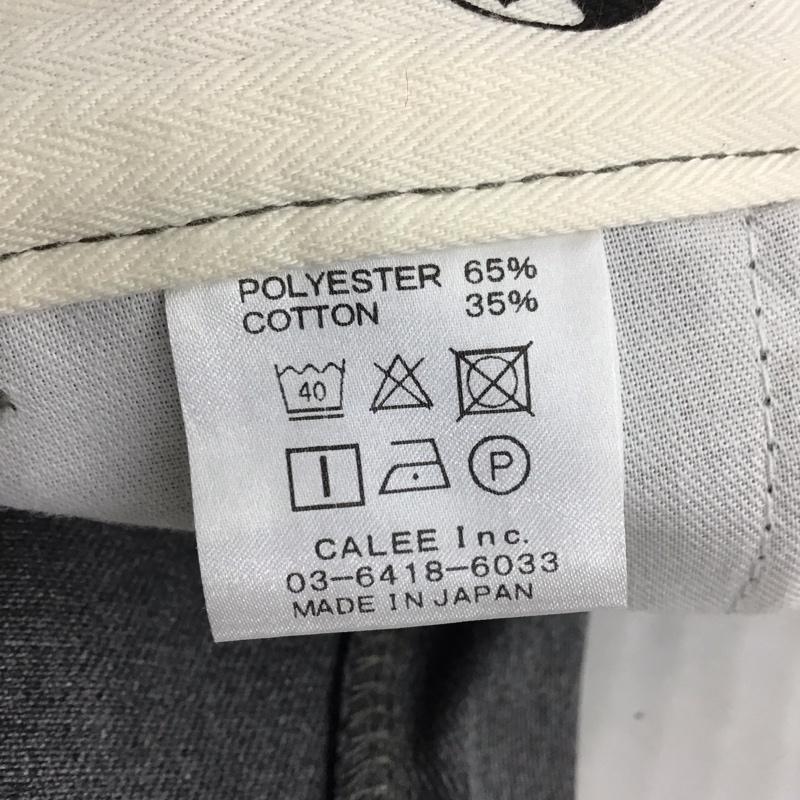 POLYESTER 65%
COTTON 35%
40
P
CALEE Inc.
03-6418-6033
MADE IN JAPAN